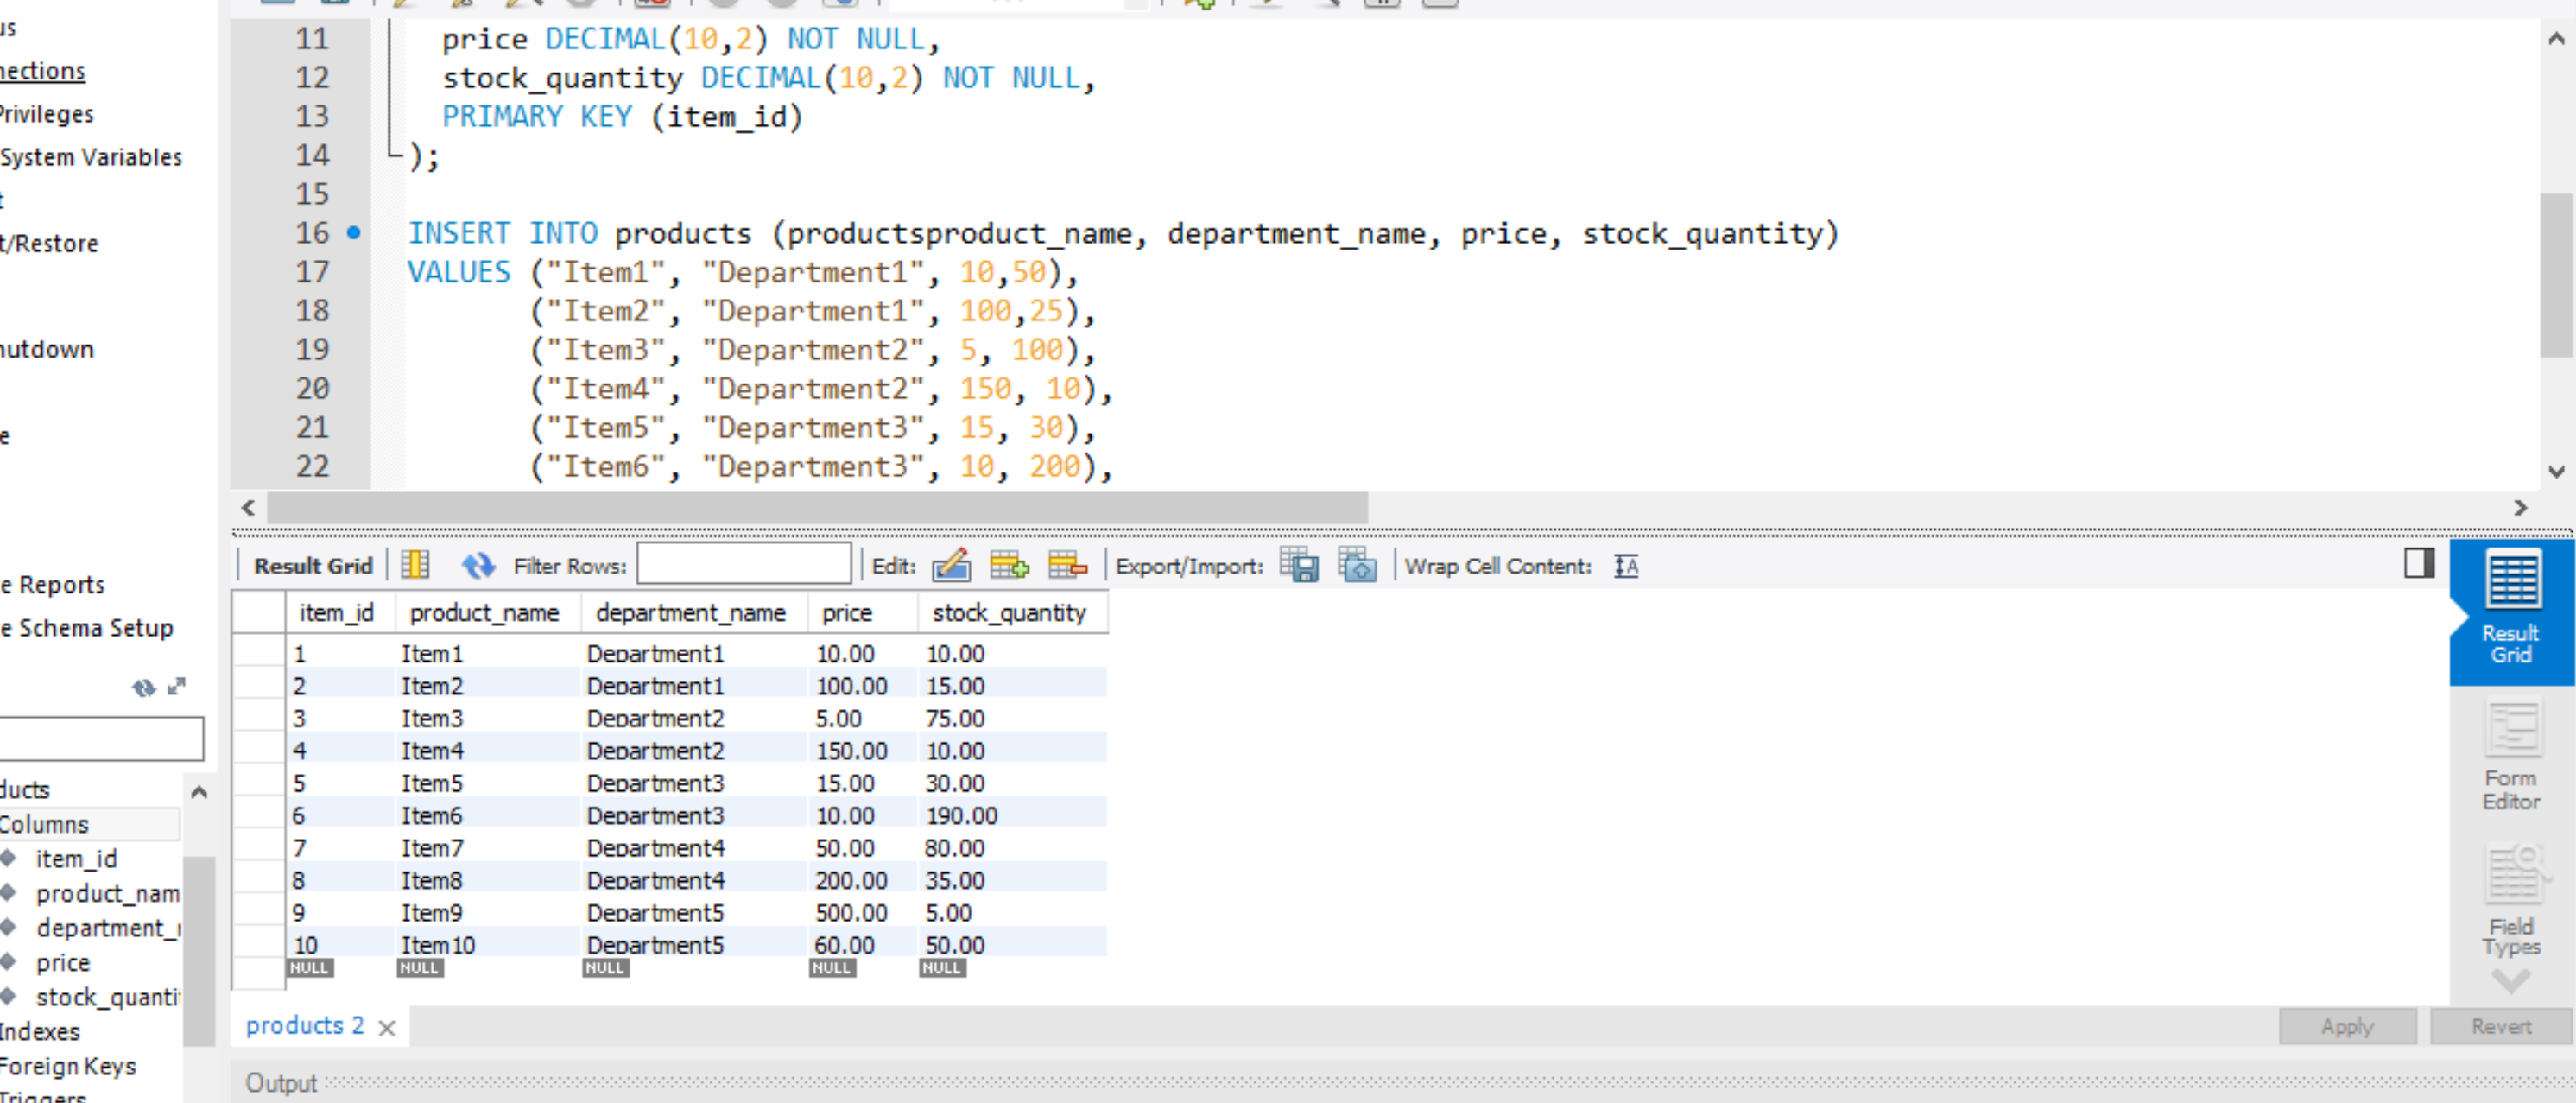 us
nections
Privileges
System Variables
t
t/Restore
hutdown
e
e Reports
e Schema Setup
ducts
Columns
item_id
product_nam
department_
price
stock_quanti
Indexes
Foreign Keys
Triggers
11 price DECIMAL(10,2) NOT NULL,
12 stock_quantity DECIMAL(10,2) NOT NULL,
13 PRIMARY KEY (item_id)
14 );
15
16 INSERT INTO products (productsproduct_name, department_name, price, stock_quantity)
17 VALUES ("Item1", "Department1", 10,50),
18 ("Item2", "Department1", 100,25),
19 ("Item3", "Department2", 5, 100),
20 ("Item4", "Department2", 150, 10),
21 ("Item5", "Department3", 15, 30),
22 ("Item6", "Department3", 10, 200),
Result Grid Filter Rows: Edit: Export/Import: Wrap Cell Content:
item_id product_name department_name price stock_quantity
1 Item1 Department1 10.00 10.00
2 Item2 Department1 100.00 15.00
3 Item3 Department2 5.00 75.00
4 Item4 Department2 150.00 10.00
5 Item5 Department3 15.00 30.00
6 Item6 Department3 10.00 190.00
7 Item7 Department4 50.00 80.00
8 Item8 Department4 200.00 35.00
9 Item9 Department5 500.00 5.00
10 Item10 Department5 60.00 50.00
NULL NULL NULL NULL NULL
Result
Grid
Form
Editor
Field
Types
products 2
Apply Revert
Output